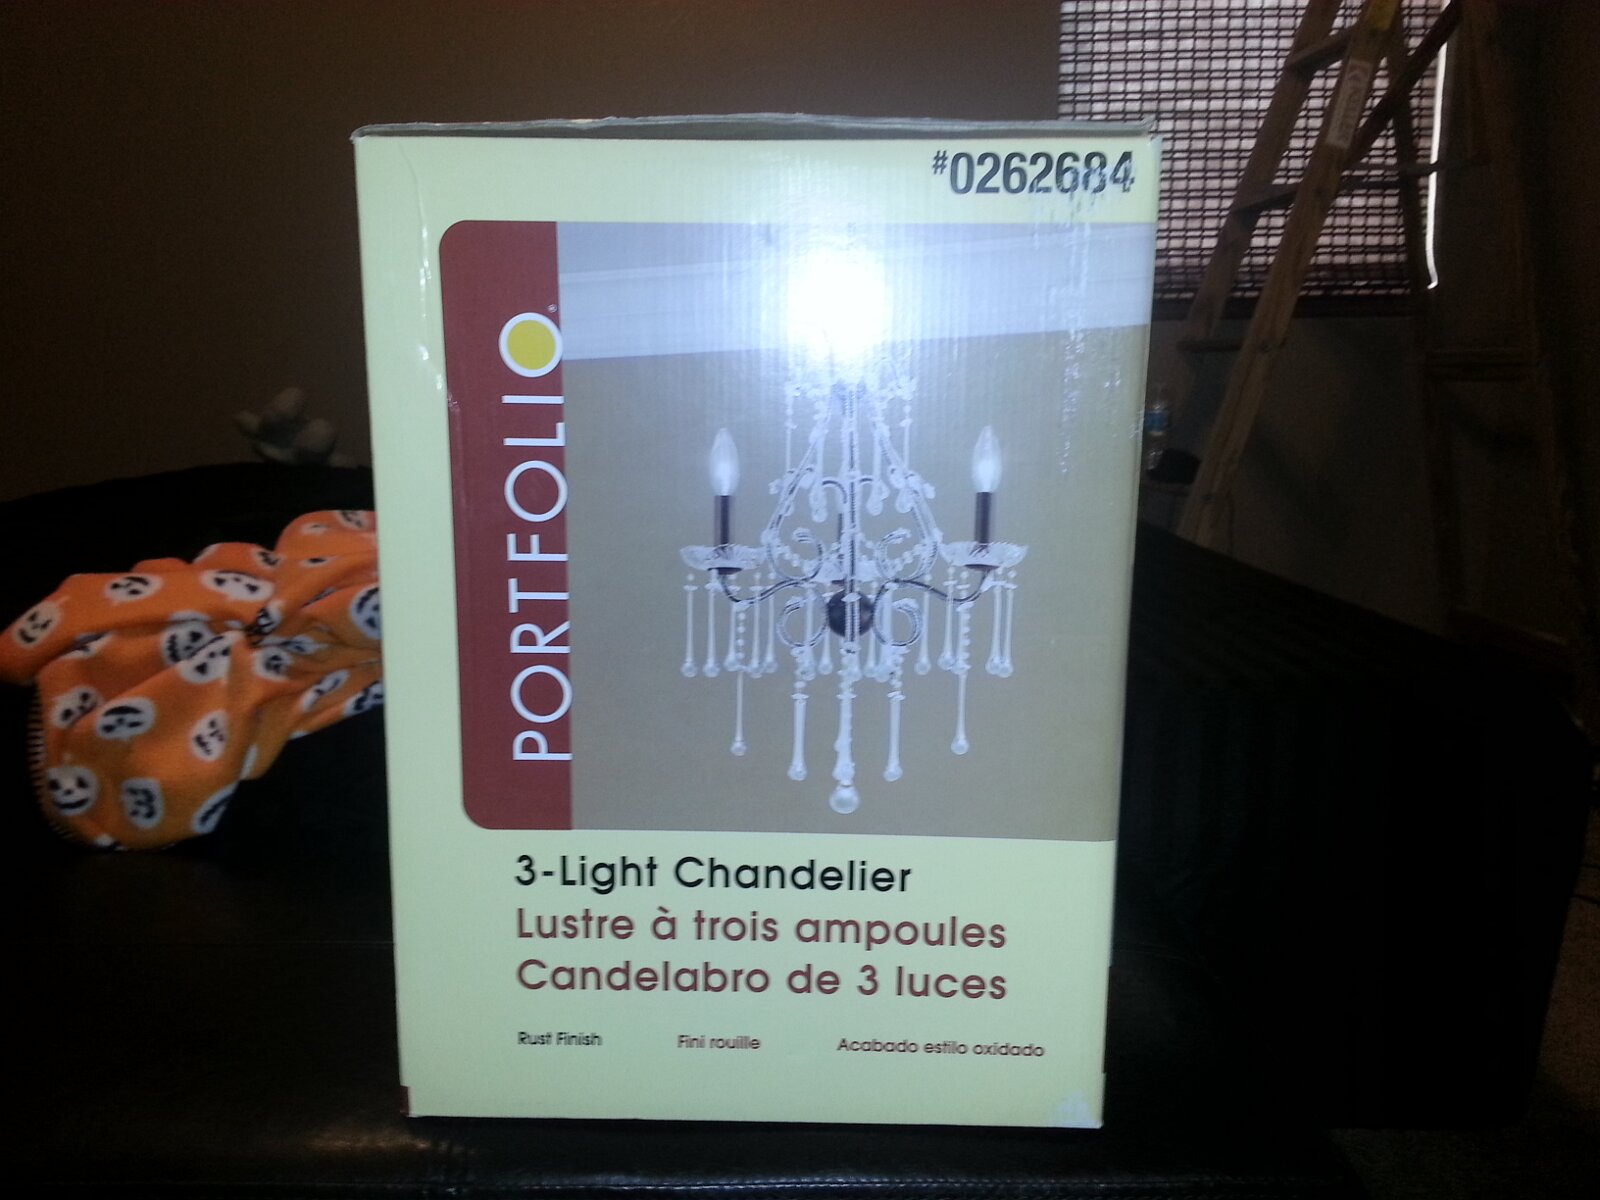 #0262684
PORTFOLIO®
3-Light Chandelier
Lustre à trois ampoules
Candelabro de 3 luces
Rust Finish Fini rouille Acabado estilo oxidado